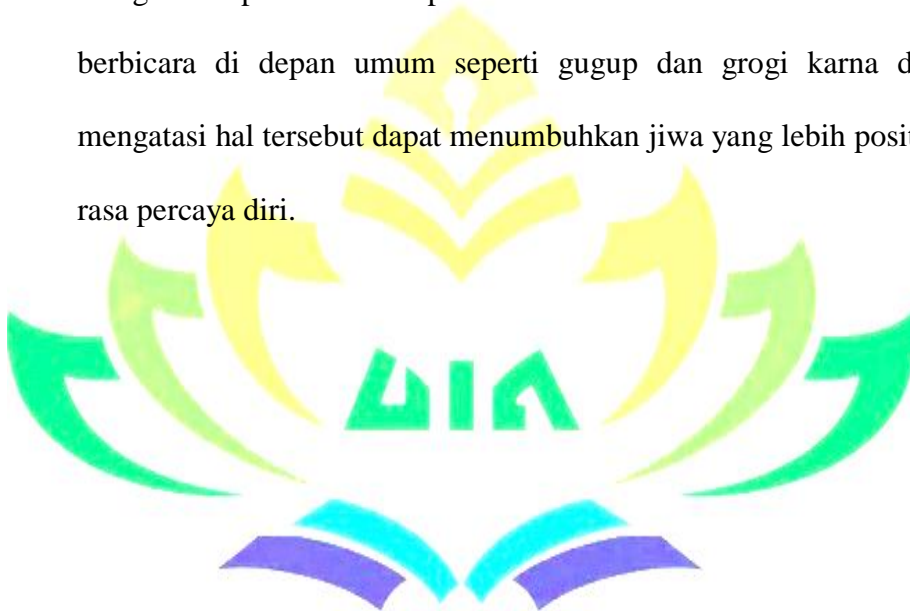 berbicara di depan umum seperti gugup dan grogi karna
mengatasi hal tersebut dapat menumbuhkan jiwa yang lebih
rasa percaya diri.
UIN